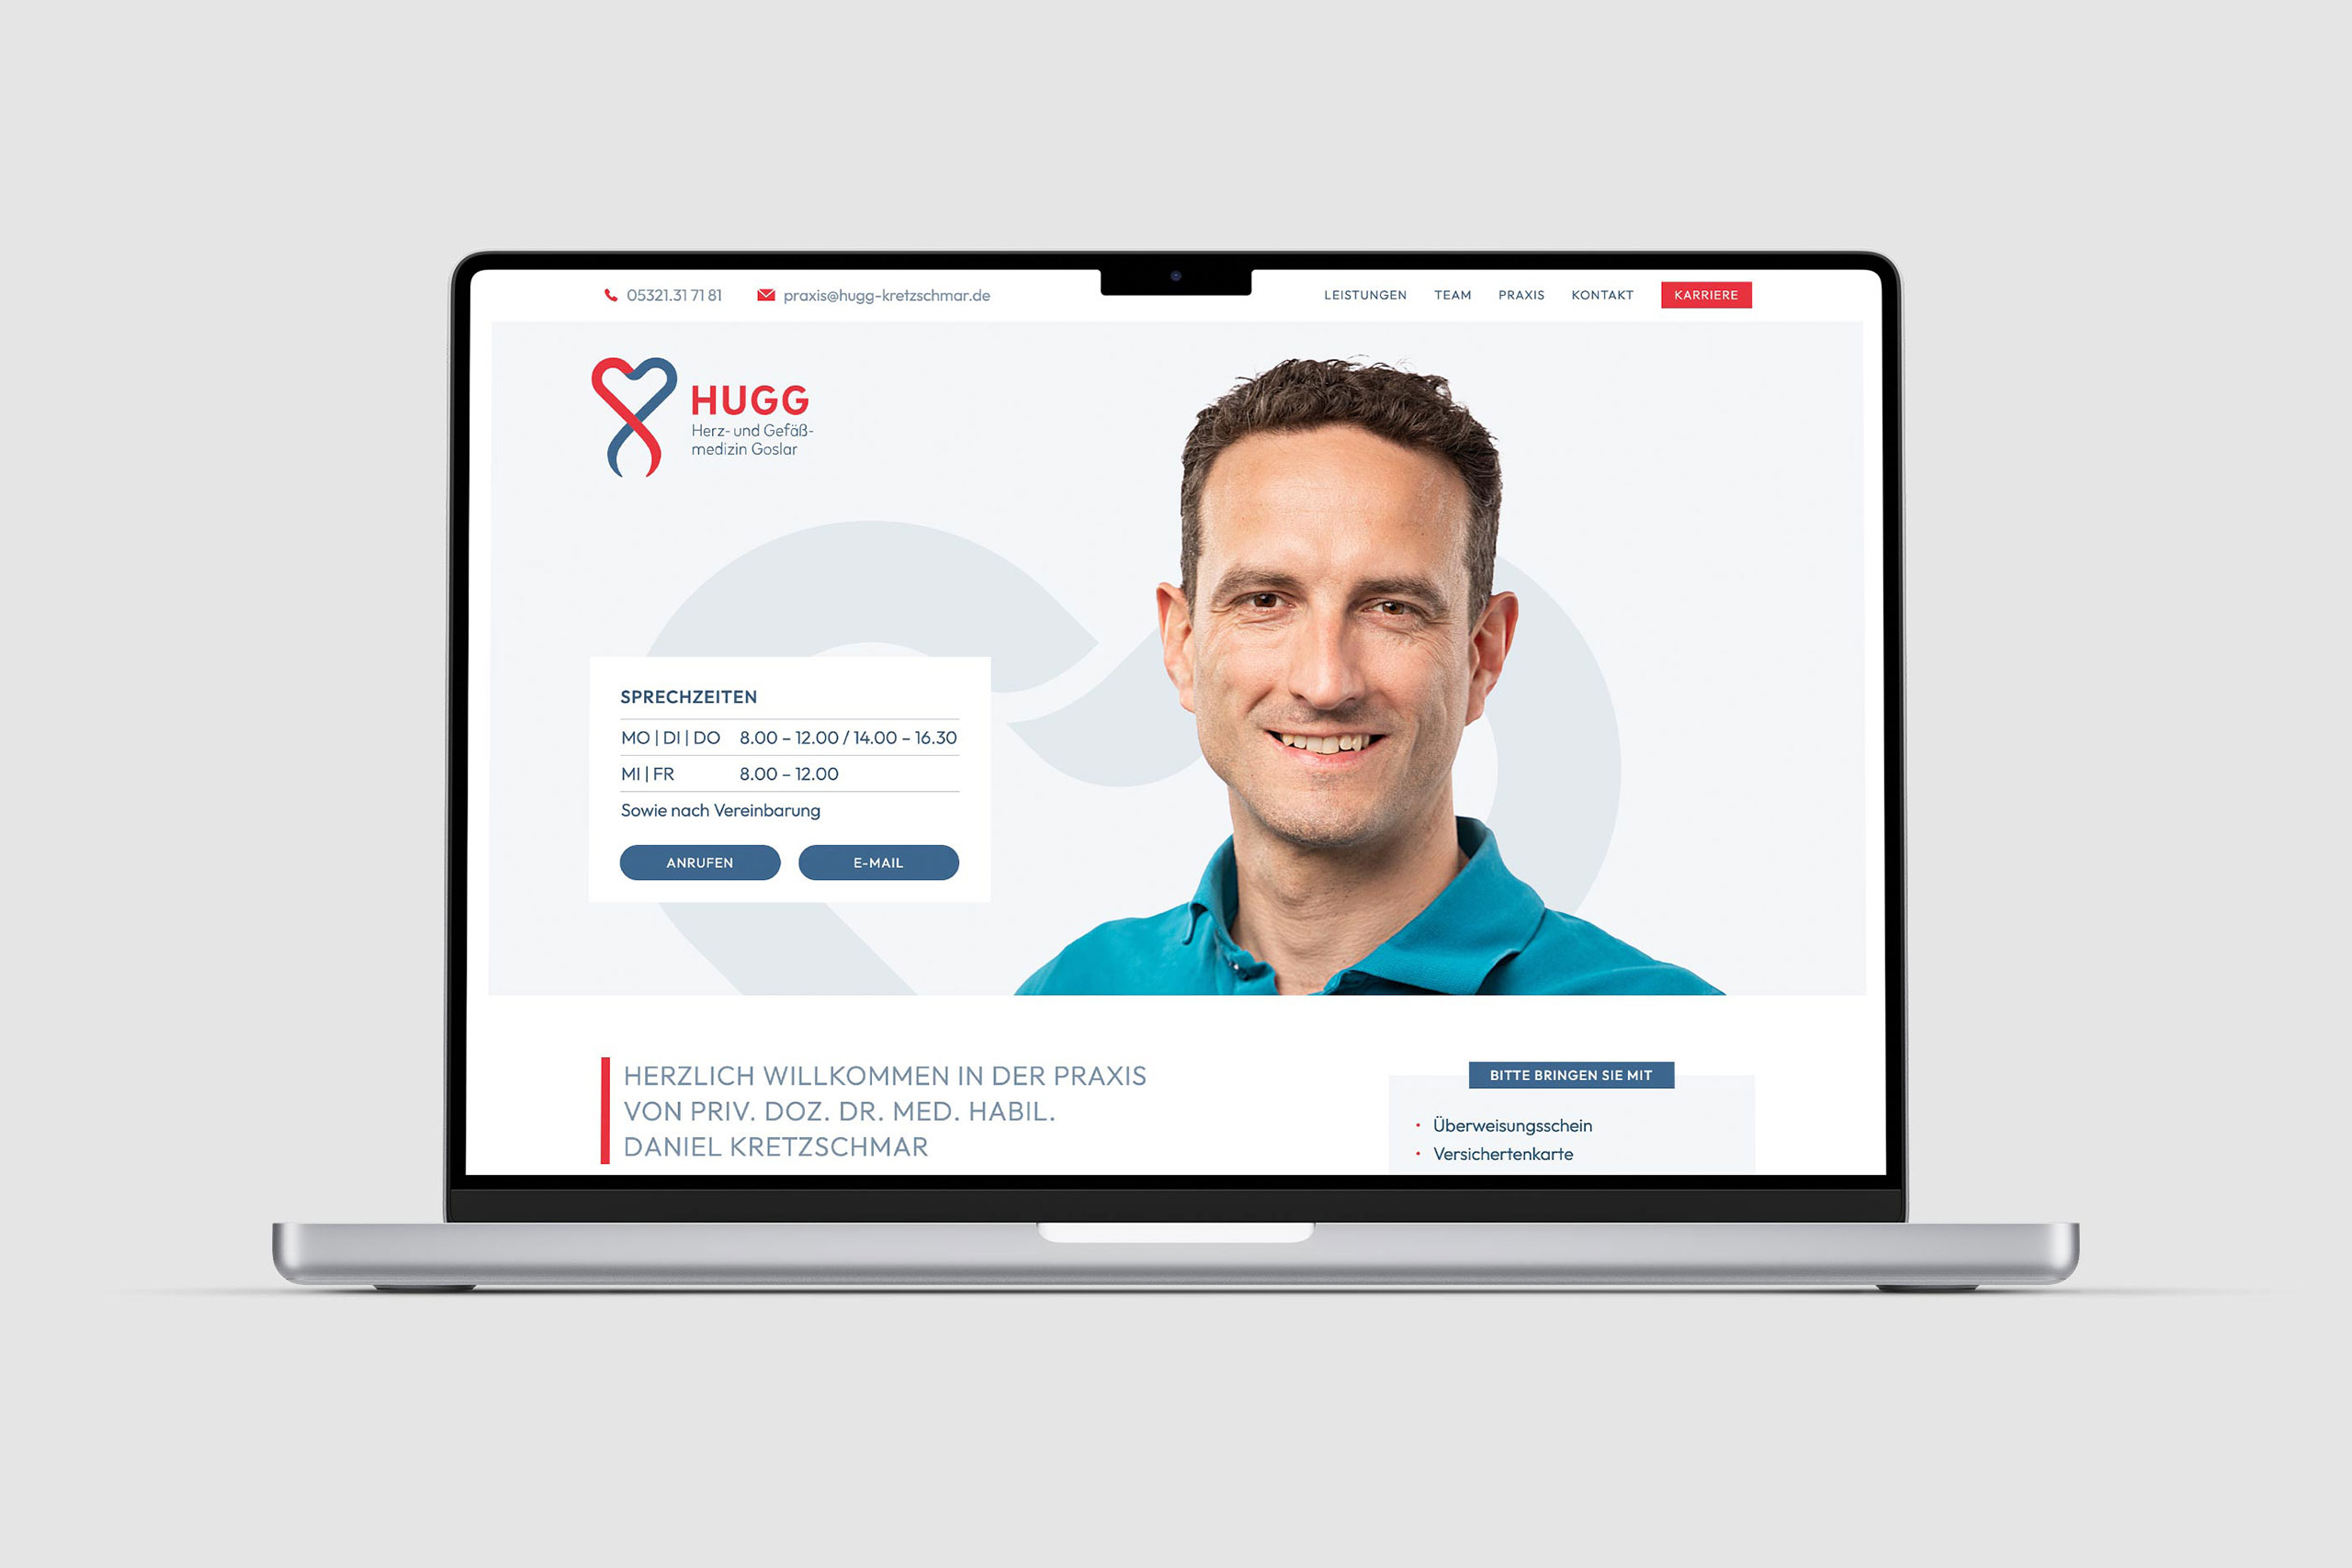 05321.31 71 81
praxis@hugg-kretzschmar.de
LEISTUNGEN
TEAM
PRAXIS
KONTAKT
KARRIERE
HUGG
Herz- und Gefäß-
medizin Goslar
SPRECHZEITEN
MO | DI | DO 8.00 – 12.00 / 14.00 – 16.30
MI | FR 8.00 – 12.00
Sowie nach Vereinbarung
ANRUFEN
E-MAIL
HERZLICH WILLKOMMEN IN DER PRAXIS
VON PRIV. DOZ. DR. MED. HABIL.
DANIEL KRETZSCHMAR
BITTE BRINGEN SIE MIT
• Überweisungsschein
• Versichertenkarte